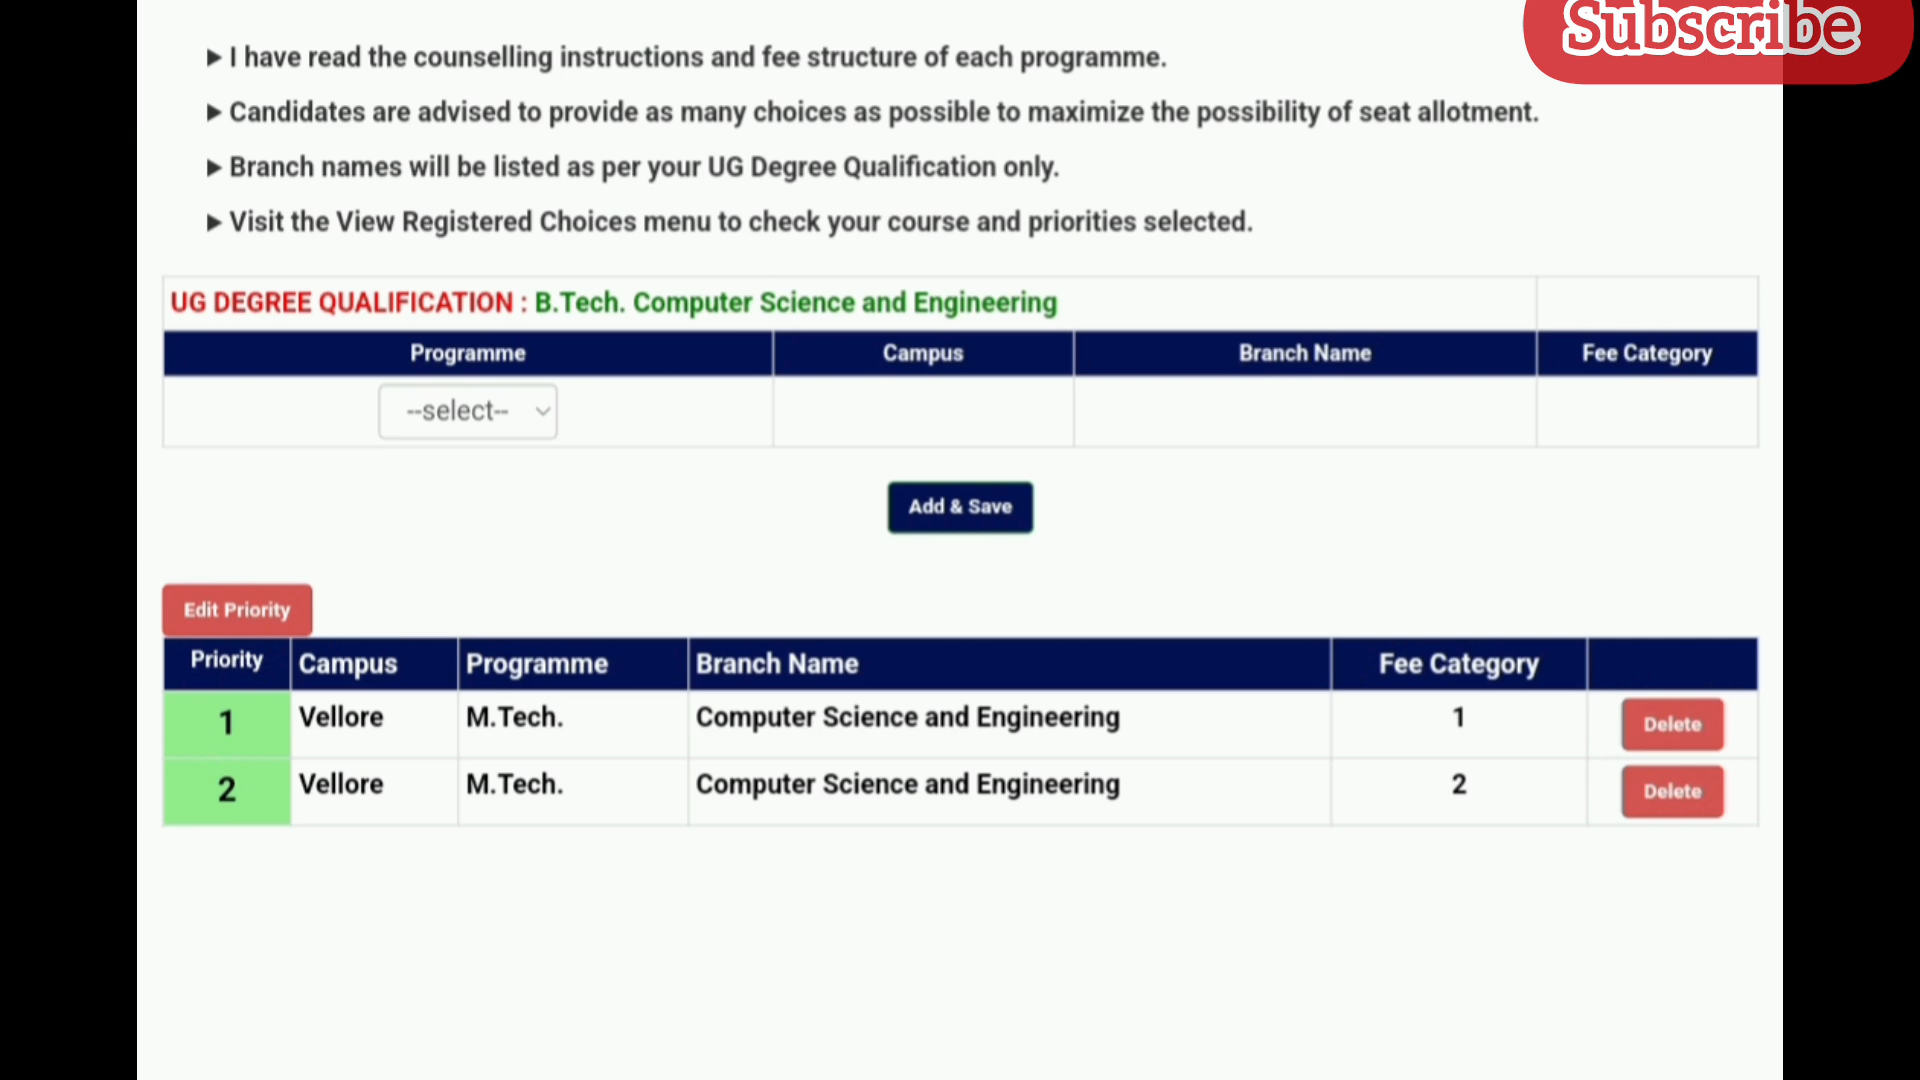 Subscribe
I have read the counselling instructions and fee structure of each programme.
Candidates are advised to provide as many choices as possible to maximize the possibility of seat allotment.
Branch names will be listed as per your UG Degree Qualification only.
Visit the View Registered Choices menu to check your course and priorities selected.
UG DEGREE QUALIFICATION : B.Tech. Computer Science and Engineering
Programme Campus Branch Name Fee Category
--select--
Add & Save
Edit Priority
Priority Campus Programme Branch Name Fee Category
1 Vellore M.Tech. Computer Science and Engineering 1 Delete
2 Vellore M.Tech. Computer Science and Engineering 2 Delete